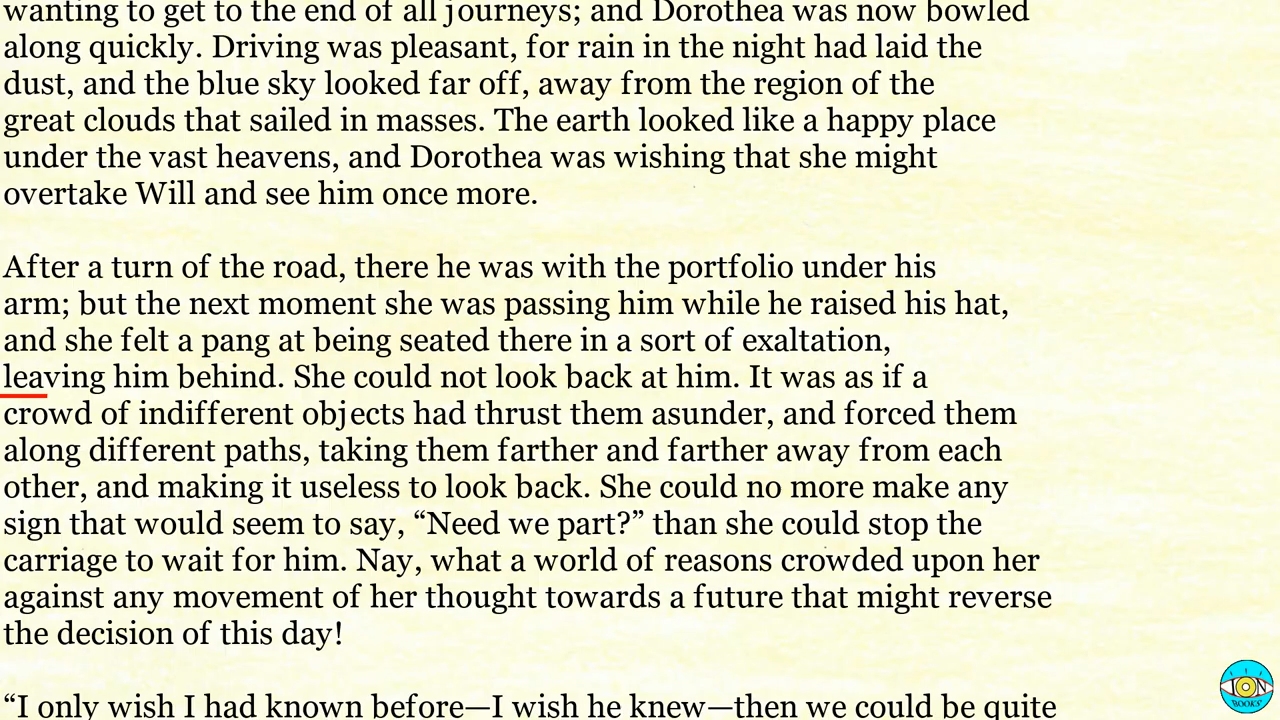 wanting to get to the end of all journeys; and Dorothea was now bowled
along quickly. Driving was pleasant, for rain in the night had laid the
dust, and the blue sky looked far off, away from the region of the
great clouds that sailed in masses. The earth looked like a happy place
under the vast heavens, and Dorothea was wishing that she might
overtake Will and see him once more.
After a turn of the road, there he was with the portfolio under his
arm; but the next moment she was passing him while he raised his hat,
and she felt a pang at being seated there in a sort of exaltation,
leaving him behind. She could not look back at him. It was as if a
crowd of indifferent objects had thrust them asunder, and forced them
along different paths, taking them farther and farther away from each
other, and making it useless to look back. She could no more make any
sign that would seem to say, “Need we part?” than she could stop the
carriage to wait for him. Nay, what a world of reasons crowded upon her
against any movement of her thought towards a future that might reverse
the decision of this day!
“I only wish I had known before—I wish he knew—then we could be quite
ION
BOOKS